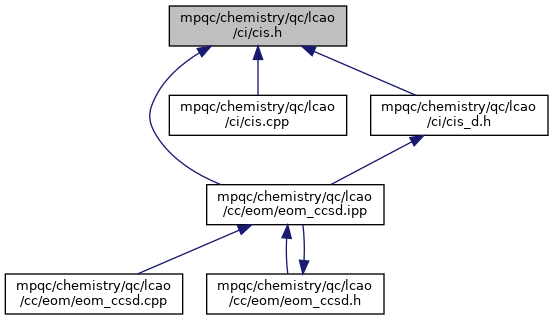 mpqc/chemistry/qc/lcao
/ci/cis.h
mpqc/chemistry/qc/lcao
/ci/cis.cpp
mpqc/chemistry/qc/lcao
/ci/cis_d.h
mpqc/chemistry/qc/lcao
/cc/eom/eom_ccsd.ipp
mpqc/chemistry/qc/lcao
/cc/eom/eom_ccsd.cpp
mpqc/chemistry/qc/lcao
/cc/eom/eom_ccsd.h